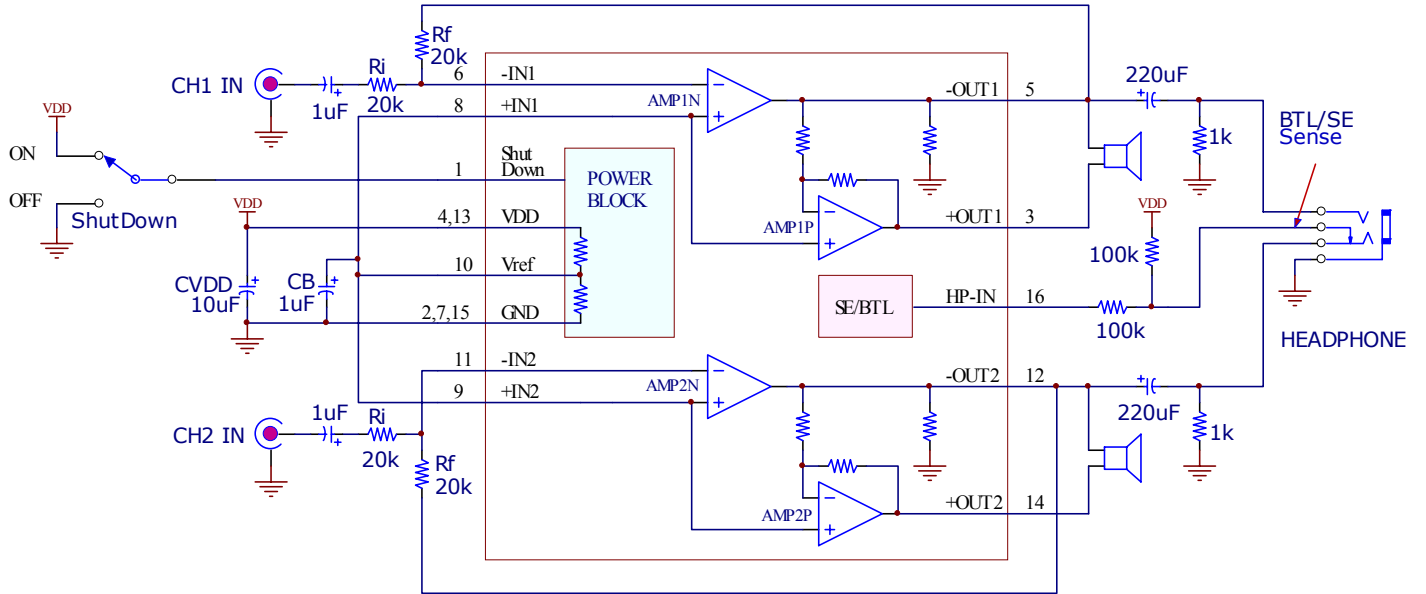 Rf
20k
CH1 IN
1uF
Ri
20k
6
-IN1
8
+IN1
AMP1N
-OUT1
5
220uF
1k
BTL/SE
Sense
VDD
ON
OFF
ShutDown
1
Shut
Down
POWER
BLOCK
AMP1P
+OUT1
3
VDD
4,13
VDD
VDD
100k
CVDD
10uF
CB
1uF
10
Vref
2,7,15
GND
SE/BTL
HP-IN
16
100k
HEADPHONE
11
-IN2
9
+IN2
AMP2N
-OUT2
12
220uF
1k
CH2 IN
1uF
Ri
20k
Rf
20k
AMP2P
+OUT2
14